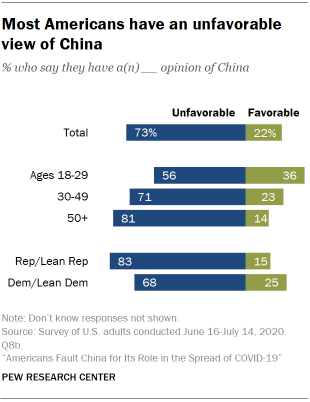 Most Americans have an unfavorable
view of China
% who say they have a(n) __ opinion of China
Unfavorable Favorable
Total 73% 22%
Ages 18-29 56 36
30-49 71 23
50+ 81 14
Rep/Lean Rep 83 15
Dem/Lean Dem 68 25
Note: Don’t know responses not shown.
Source: Survey of U.S. adults conducted June 16-July 14, 2020.
Q8b.
“Americans Fault China for Its Role in the Spread of COVID-19”
PEW RESEARCH CENTER